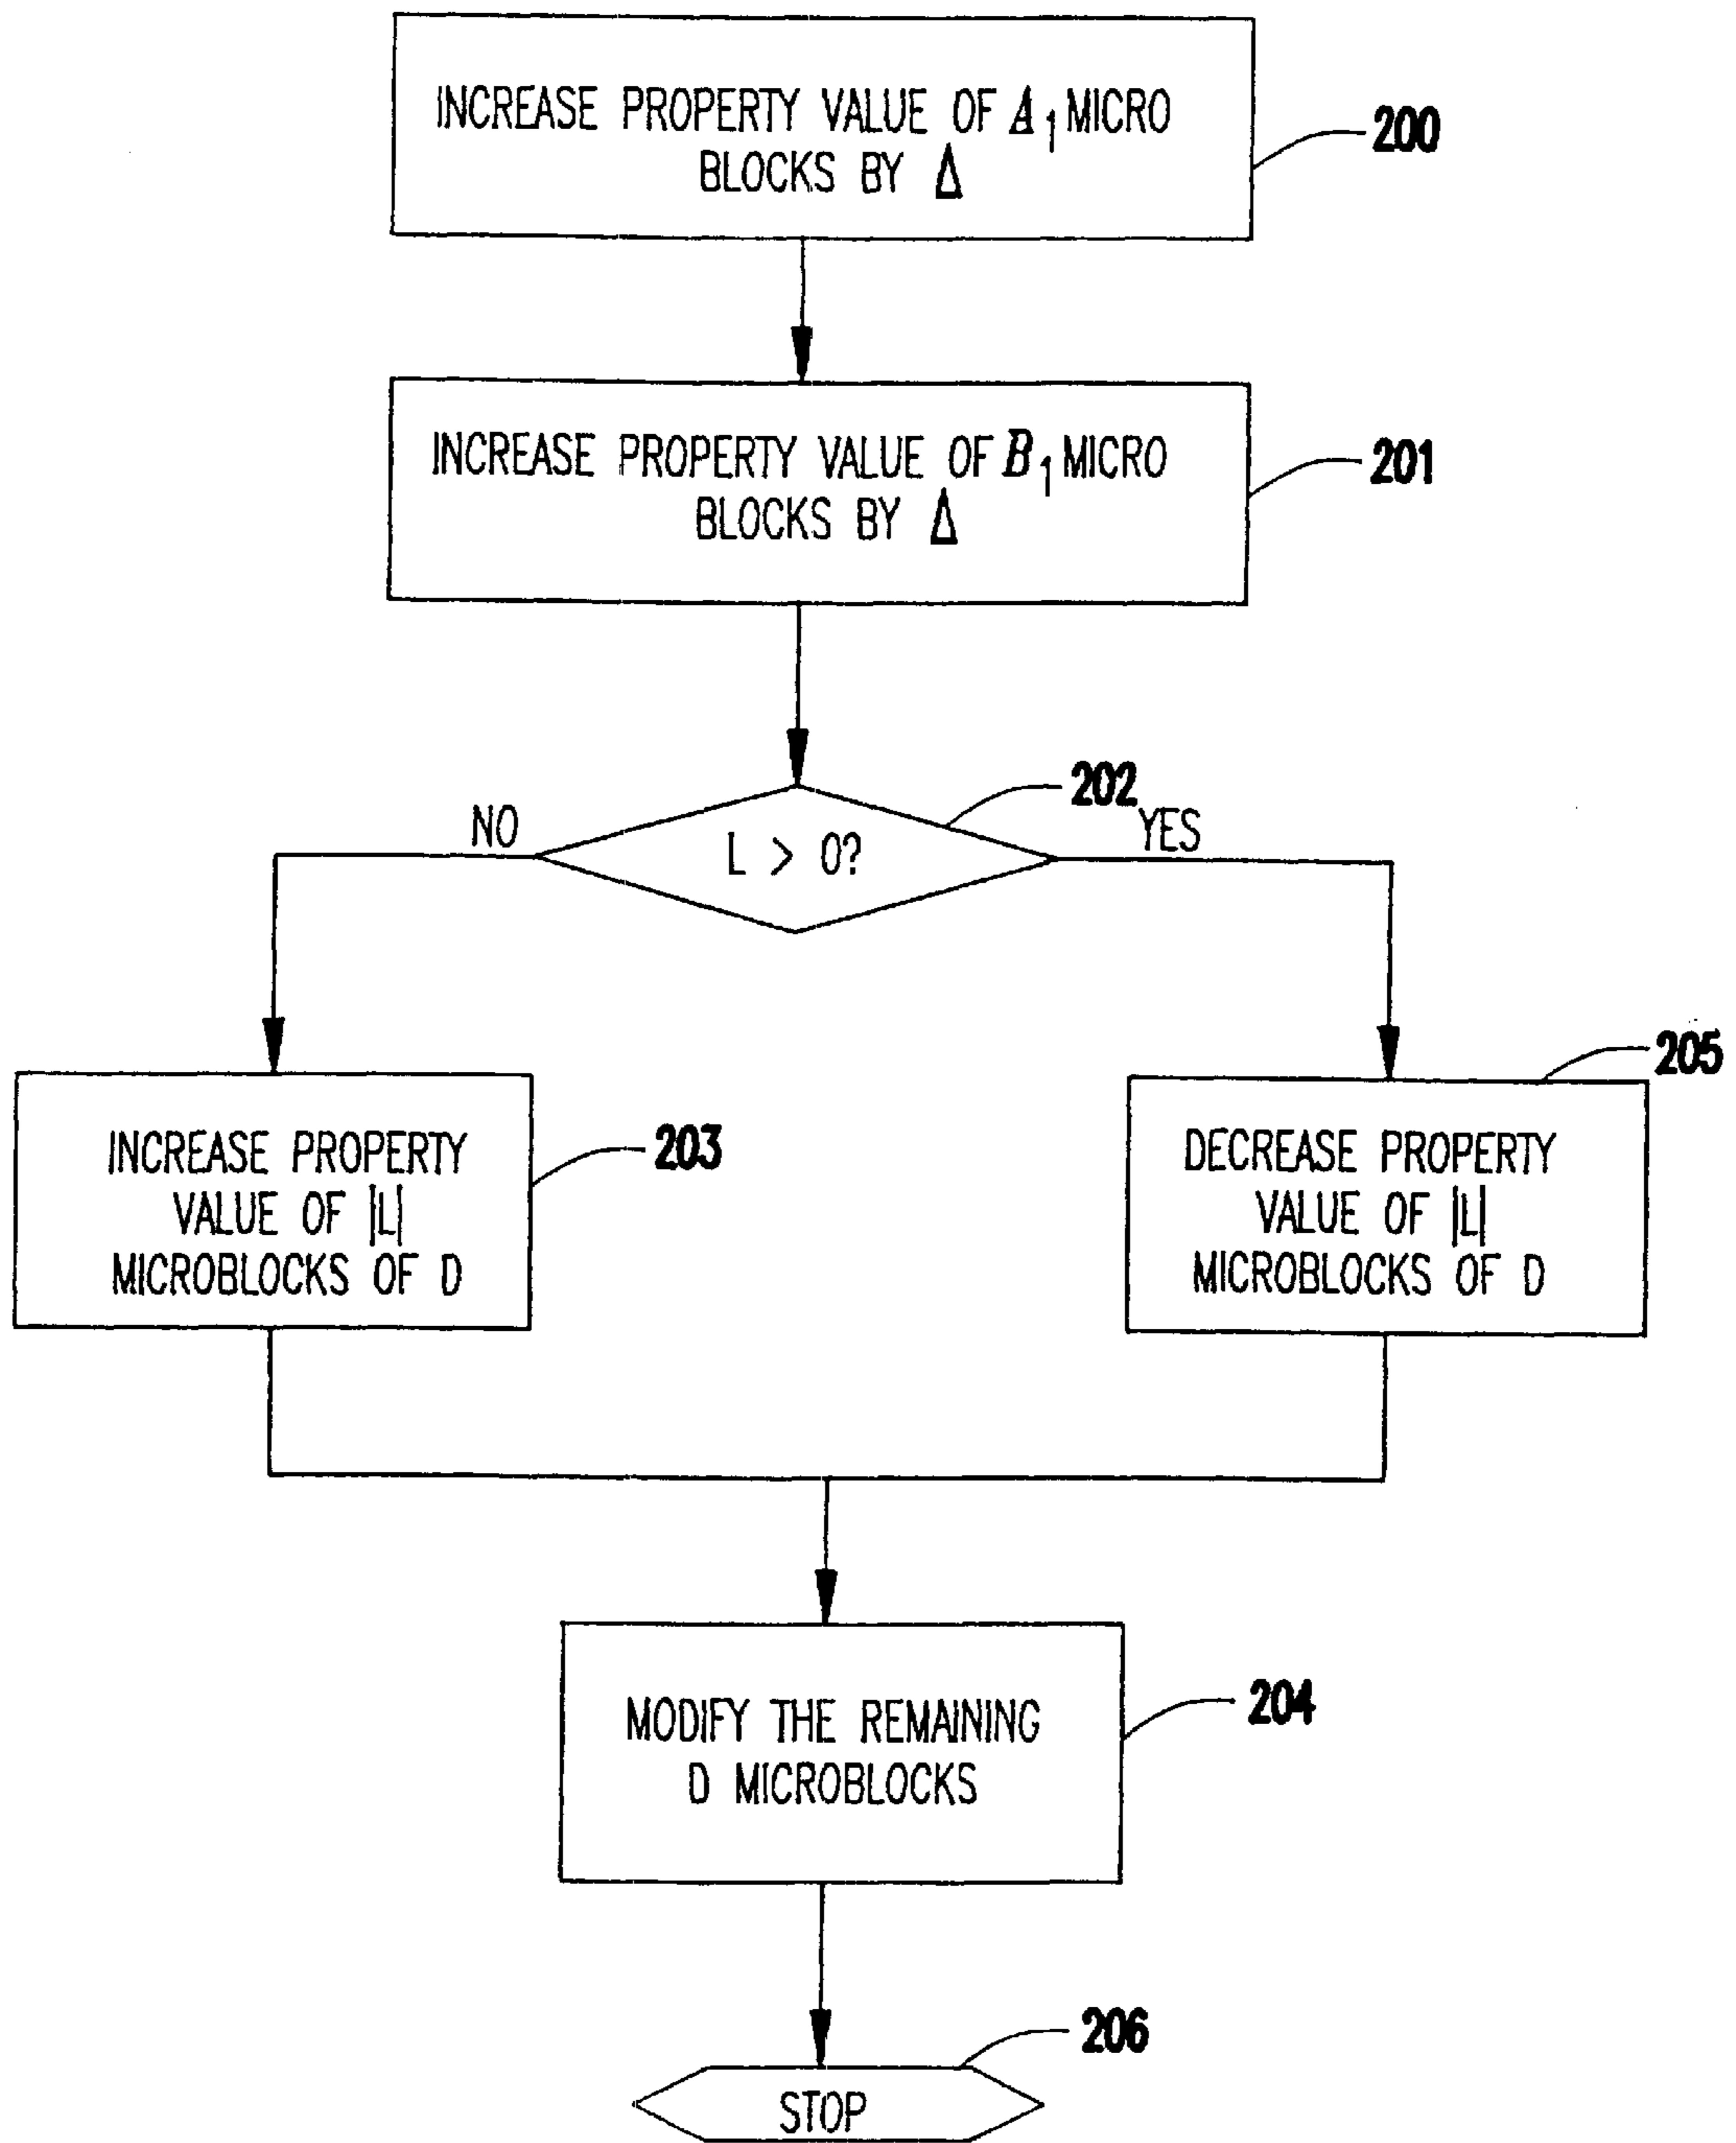 INCREASE PROPERTY VALUE OF A1 MICRO
BLOCKS BY Δ
200
INCREASE PROPERTY VALUE OF B1 MICRO
BLOCKS BY Δ
201
202
NO
L > 0?
YES
205
203
INCREASE PROPERTY
VALUE OF |L|
MICROBLOCKS OF D
DECREASE PROPERTY
VALUE OF |L|
MICROBLOCKS OF D
204
MODIFY THE REMAINING
D MICROBLOCKS
206
STOP